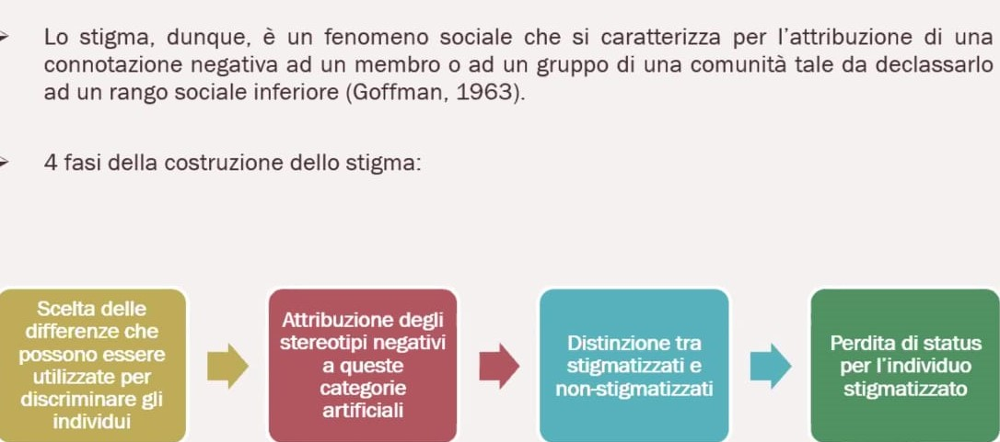 Lo stigma, dunque, è un fenomeno sociale che si caratterizza per l'attribuzione di una
connotazione negativa ad un membro o ad un gruppo di una comunità tale da declassarlo
ad un rango sociale inferiore (Goffman, 1963).
4 fasi della costruzione dello stigma:
Scelta delle
differenze che
possono essere
utilizzate per
discriminare gli
individui
Attribuzione degli
stereotipi negativi
a queste
categorie
artificiali
Distinzione tra
stigmatizzati e
non-stigmatizzati
Perdita di status
per l'individuo
stigmatizzato